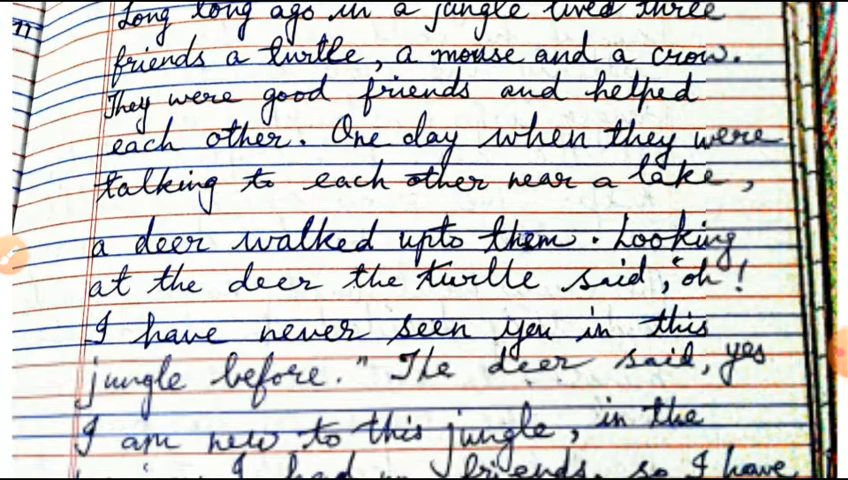 Long long ago in a jungle lived three
friends a turtle, a mouse and a crow.
They were good friends and helped
each other. One day when they were
talking to each other near a lake,
a deer walked upto them. Looking
at the deer the turtle said, "oh!
I have never seen you in this
jungle before." The deer said, yes
I am new to this jungle, in the
I had no friends. so I have